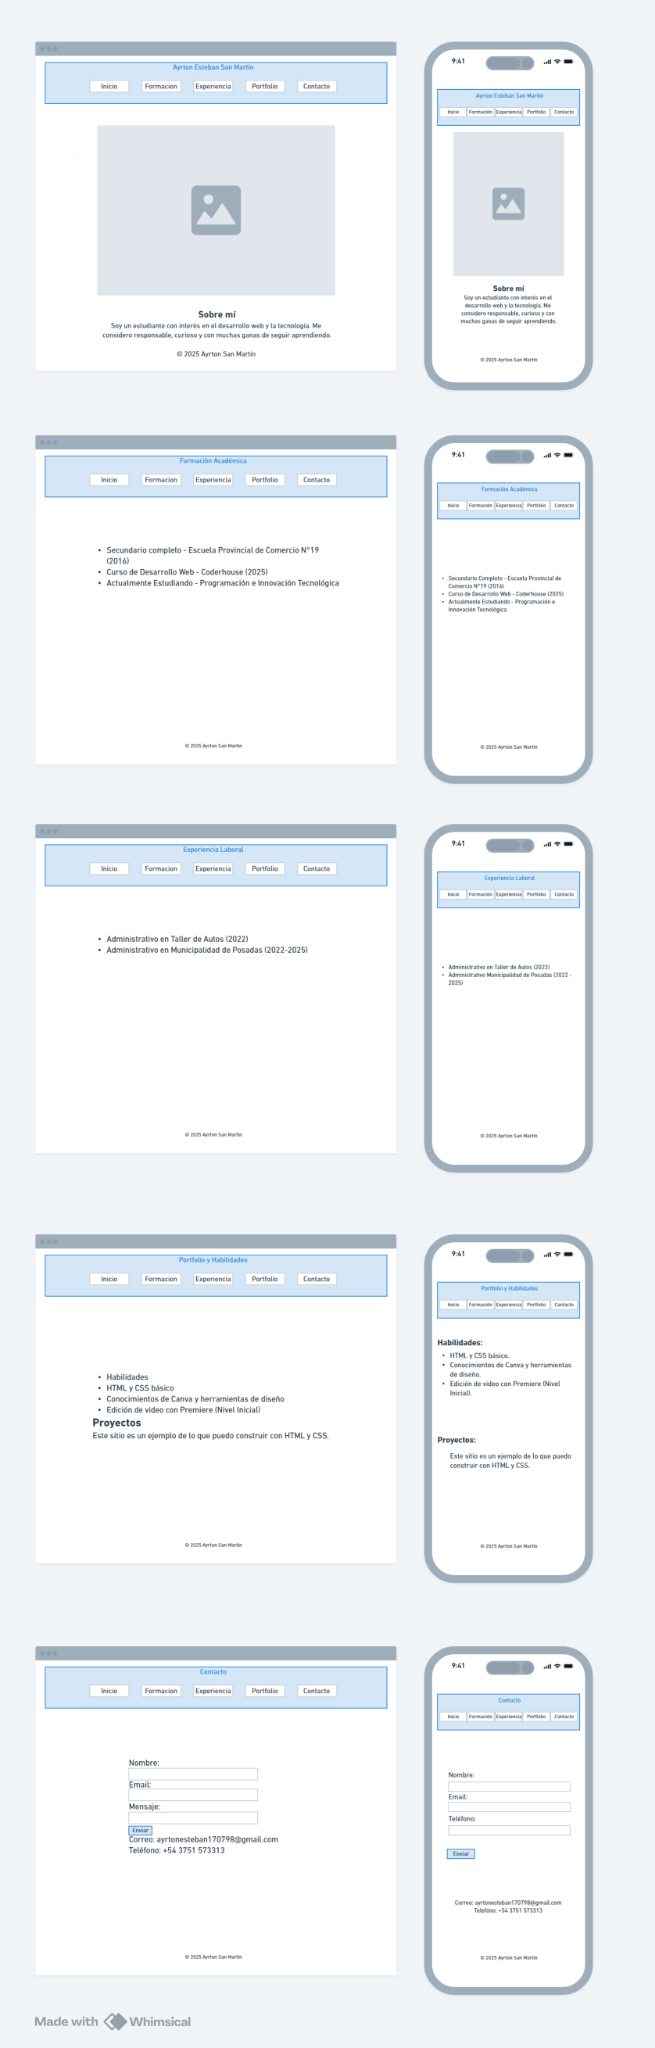 Ayrton Esteban San Martín
Inicio Formacion Experiencia Portfolio Contacto
Sobre mí
Soy un estudiante con interés en el desarrollo web y la tecnología. Me
considero responsable, curioso y con muchas ganas de seguir aprendiendo.
© 2025 Ayrton San Martín
9:41
Ayrton Esteban San Martín
Inicio Formación Experiencia Portfolio Contacto
Sobre mí
Soy un estudiante con interés en el
desarrollo web y la tecnología. Me
considero responsable, curioso y con
muchas ganas de seguir aprendiendo.
© 2025 Ayrton San Martín
Formación Académica
Inicio Formacion Experiencia Portfolio Contacto
• Secundario completo - Escuela Provincial de Comercio N°19
(2016)
• Curso de Desarrollo Web - Coderhouse (2025)
• Actualmente Estudiando - Programación e Innovación Tecnológica
© 2025 Ayrton San Martín
9:41
Formación Académica
Inicio Formación Experiencia Portfolio Contacto
• Secundario Completo - Escuela Provincial de
Comercio N°19 (2016)
• Curso de Desarrollo Web - Coderhouse (2025)
• Actualmente Estudiando - Programación e
Innovación Tecnológica
© 2025 Ayrton San Martín
Experiencia Laboral
Inicio Formacion Experiencia Portfolio Contacto
• Administrativo en Taller de Autos (2022)
• Administrativo en Municipalidad de Posadas (2022-2025)
© 2025 Ayrton San Martín
9:41
Experiencia Laboral
Inicio Formación Experiencia Portfolio Contacto
• Administrativo en Taller de Autos (2022)
• Administrativo Municipalidad de Posadas (2022 -
2025)
© 2025 Ayrton San Martín
Portfolio y Habilidades
Inicio Formacion Experiencia Portfolio Contacto
• Habilidades
• HTML y CSS básico
• Conocimientos de Canva y herramientas de diseño
• Edición de video con Premiere (Nivel Inicial)
Proyectos
Este sitio es un ejemplo de lo que puedo construir con HTML y CSS.
© 2025 Ayrton San Martín
9:41
Portfolio y Habilidades
Inicio Formación Experiencia Portfolio Contacto
Habilidades:
• HTML y CSS básico.
• Conocimientos de Canva y herramientas
de diseño.
• Edición de video con Premiere (Nivel
Inicial).
Proyectos:
Este sitio es un ejemplo de lo que puedo
construir con HTML y CSS.
© 2025 Ayrton San Martín
Contacto
Inicio Formacion Experiencia Portfolio Contacto
Nombre:
Email:
Mensaje:
Enviar
Correo: ayrtonesteban170798@gmail.com
Teléfono: +54 3751 573313
© 2025 Ayrton San Martín
9:41
Contacto
Inicio Formación Experiencia Portfolio Contacto
Nombre:
Email:
Teléfono:
Enviar
Correo: ayrtonesteban170798@gmail.com
Teléfono: +54 3751 573313
© 2025 Ayrton San Martín
Made with Whimsical